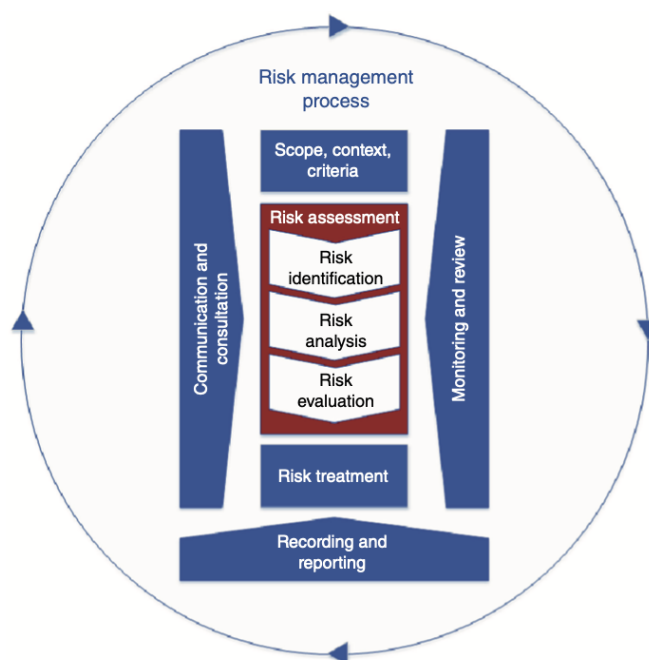 Risk management
process
Scope, context,
criteria
Risk assessment
Risk
identification
Risk
analysis
Risk
evaluation
Risk treatment
Communication and
consultation
Monitoring and review
Recording and
reporting